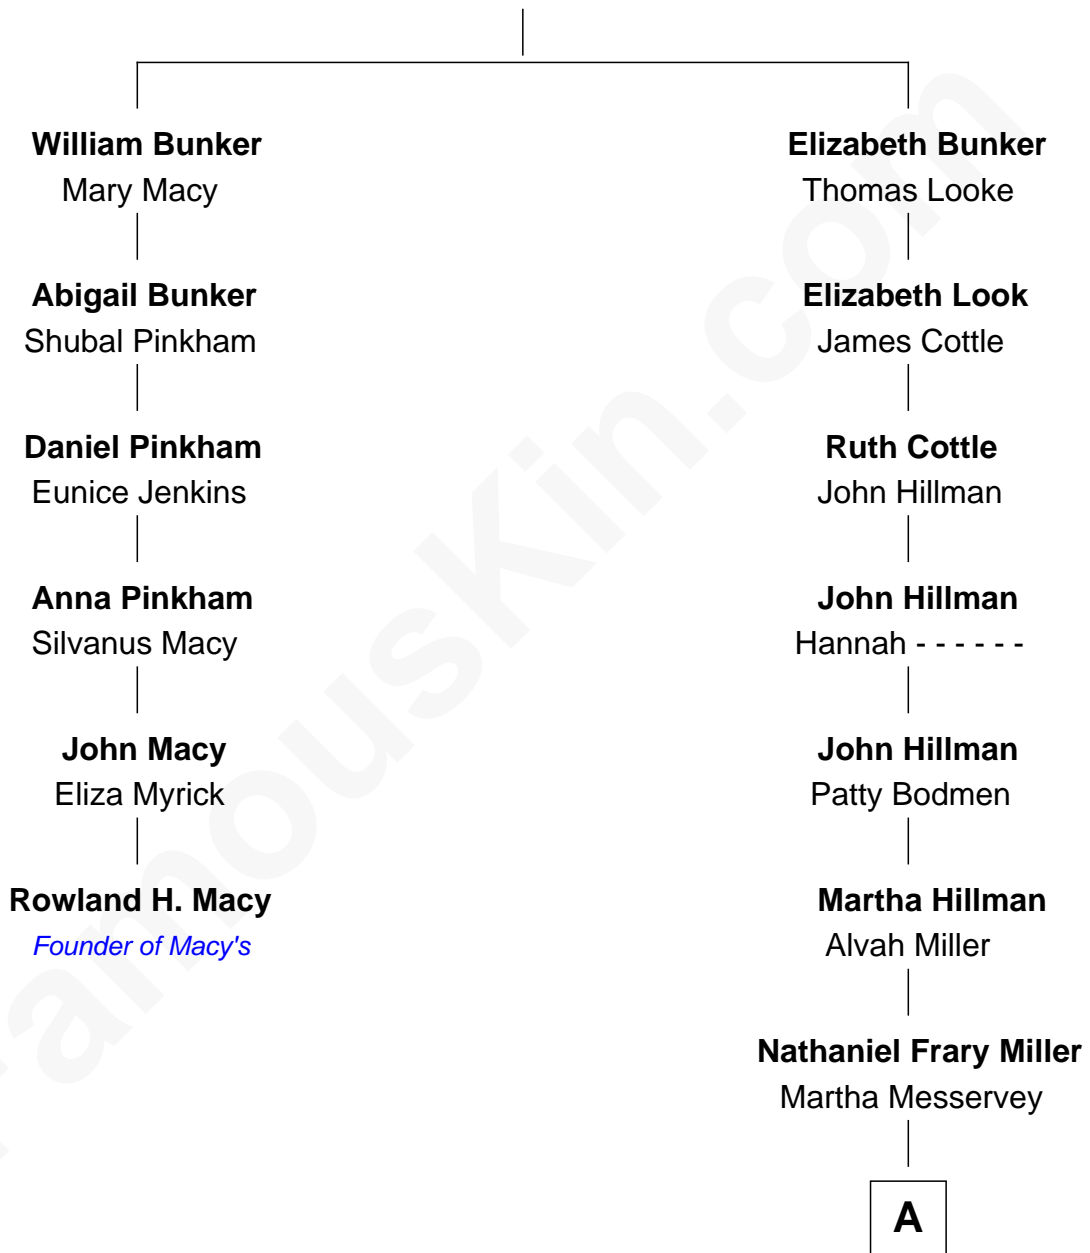 William Bunker
Mary Macy
Abigail Bunker
Shubal Pinkham
Daniel Pinkham
Eunice Jenkins
Anna Pinkham
Silvanus Macy
John Macy
Eliza Myrick
Rowland H. Macy
Founder of Macy's
Elizabeth Bunker
Thomas Looke
Elizabeth Look
James Cottle
Ruth Cottle
John Hillman
John Hillman
Hannah - - - - - -
John Hillman
Patty Bodmen
Martha Hillman
Alvah Miller
Nathaniel Frary Miller
Martha Messervey
A
FamousKin.com